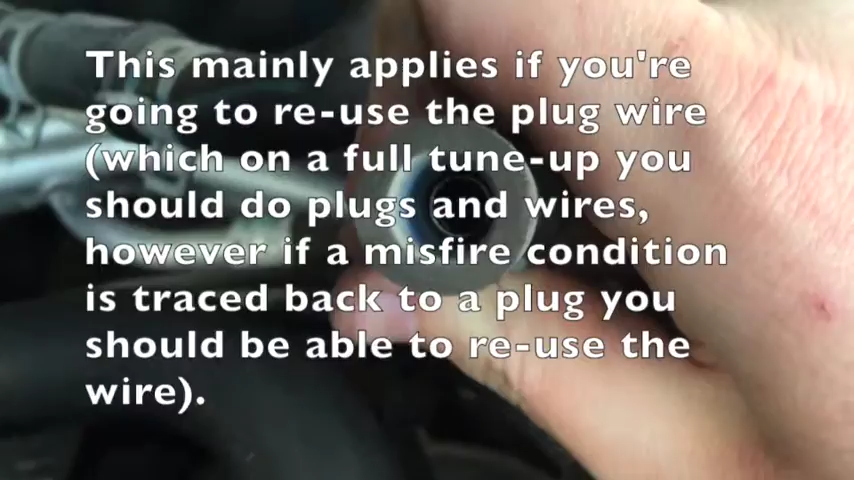 This mainly applies if you're
going to re-use the plug wire
(which on a full tune-up you
should do plugs and wires,
however if a misfire condition
is traced back to a plug you
should be able to re-use the
wire).